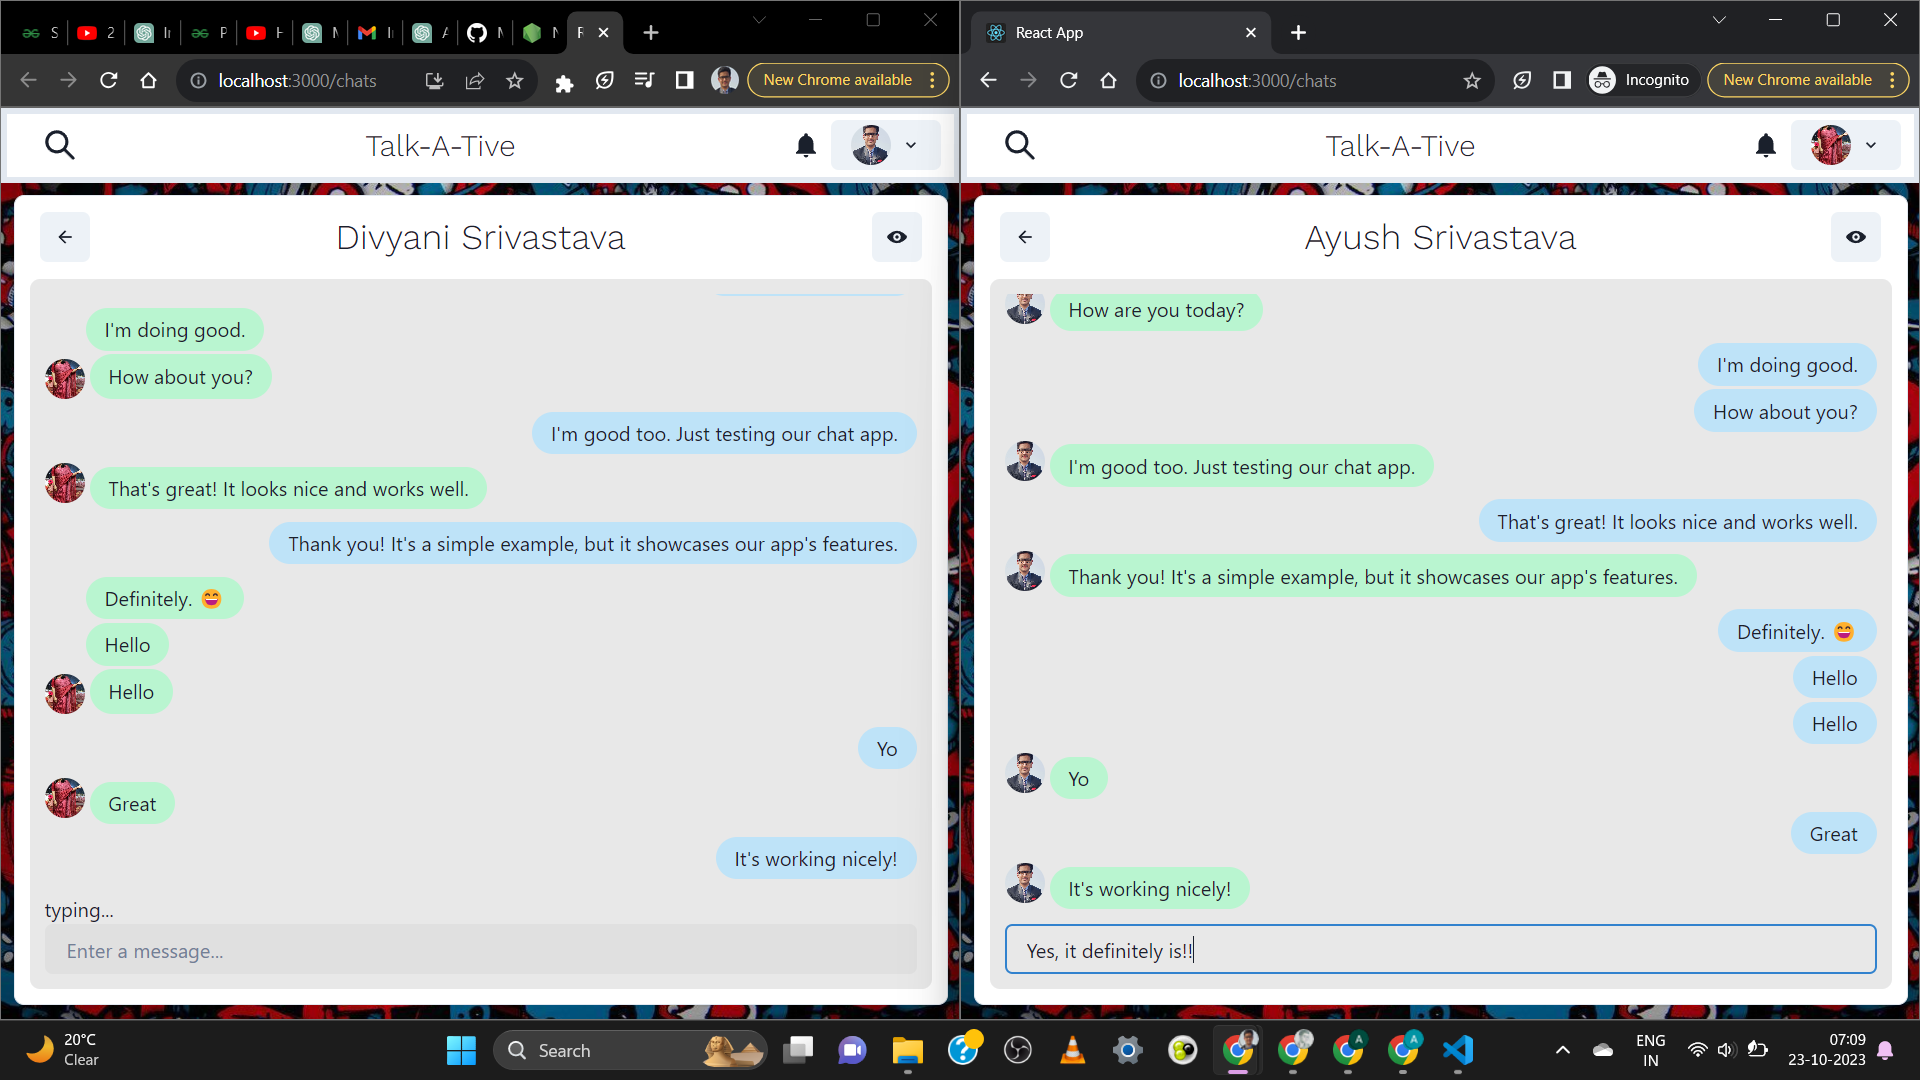 S
2
I
P
H
N
I
A
N
N
F
localhost:3000/chats
New Chrome available
Talk-A-Tive
Divyani Srivastava
I'm doing good.
How about you?
I'm good too. Just testing our chat app.
That's great! It looks nice and works well.
Thank you! It's a simple example, but it showcases our app's features.
Definitely. 😄
Hello
Hello
Yo
Great
It's working nicely!
typing...
Enter a message...
React App
localhost:3000/chats
Incognito
New Chrome available
Talk-A-Tive
Ayush Srivastava
How are you today?
I'm doing good.
How about you?
I'm good too. Just testing our chat app.
That's great! It looks nice and works well.
Thank you! It's a simple example, but it showcases our app's features.
Definitely. 😄
Hello
Hello
Yo
Great
It's working nicely!
Yes, it definitely is!!
20°C
Clear
Search
A
A
ENG
IN
07:09
23-10-2023